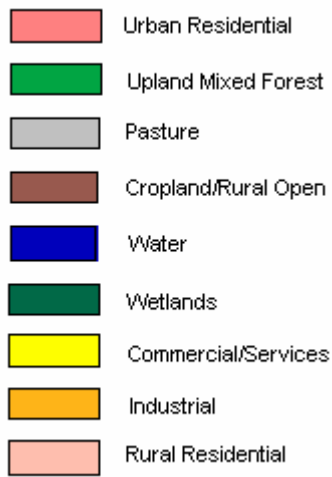 Urban Residential
Upland Mixed Forest
Pasture
Cropland/Rural Open
Water
Wetlands
Commercial/Services
Industrial
Rural Residential